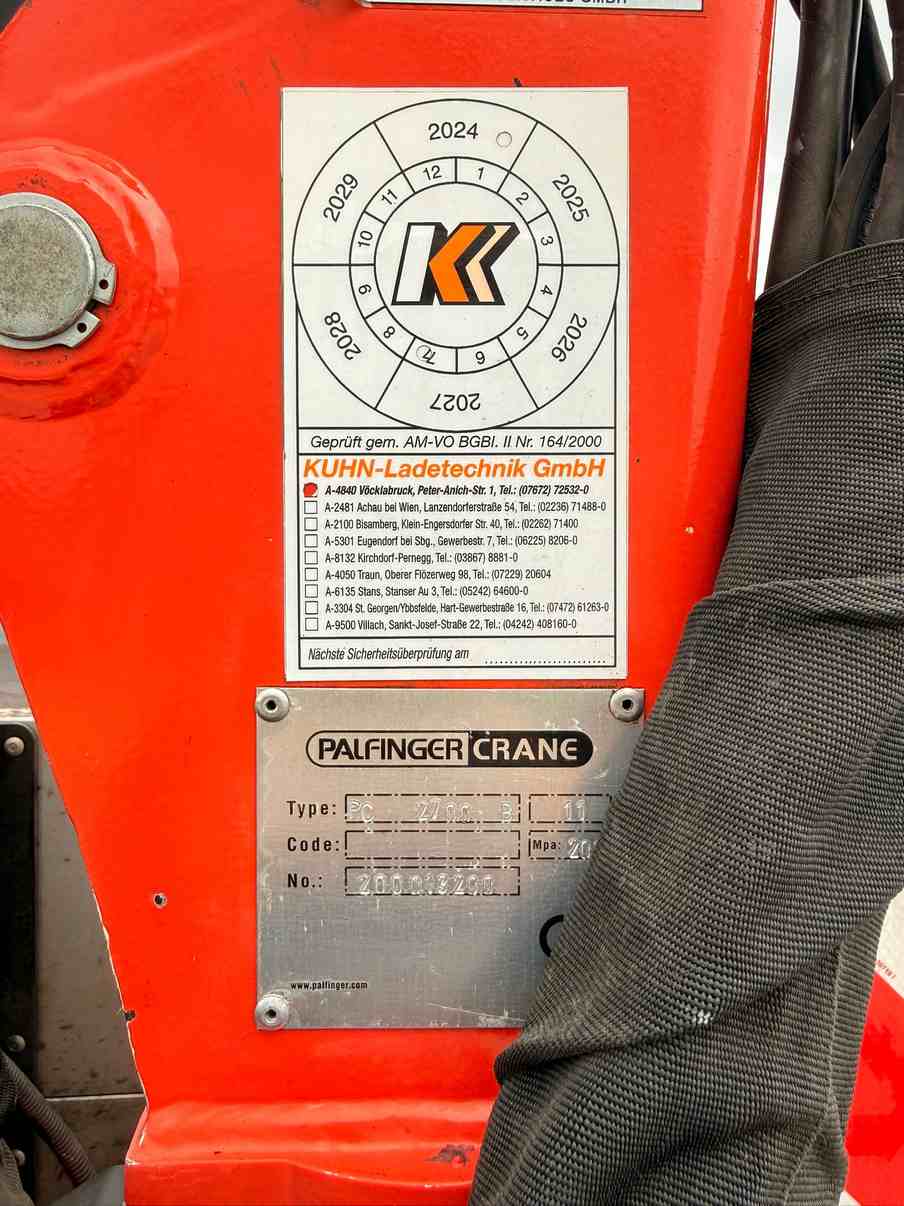 2024
2025
2026
2027
2028
2029
1
2
3
4
5
6
7
8
9
10
11
12
K
Geprüft gem. AM-VO BGBl. II Nr. 164/2000
KUHN-Ladetechnik GmbH
A-4840 Vöcklabruck, Peter-Anich-Str. 1, Tel.: (07672) 72532-0
A-2481 Achau bei Wien, Lanzendorferstraße 54, Tel.: (02236) 71488-0
A-2100 Bisamberg, Klein-Engersdorfer Str. 40, Tel.: (02262) 71400
A-5301 Eugendorf bei Sbg., Gewerbestr. 7, Tel.: (06225) 8206-0
A-8132 Kirchdorf-Pernegg, Tel.: (03867) 8881-0
A-4050 Traun, Oberer Flözerweg 98, Tel.: (07229) 20604
A-6135 Stans, Stanser Au 3, Tel.: (05242) 64600-0
A-3304 St. Georgen/Ybbsfelde, Hart-Gewerbestraße 16, Tel.: (07472) 61263-0
A-9500 Villach, Sankt-Josef-Straße 22, Tel.: (04242) 408160-0
Nächste Sicherheitsüberprüfung am ..............................
PALFINGER CRANE
Type: PC 2700 B 11
Code: Mpa: 20
No.: 200013200
www.palfinger.com